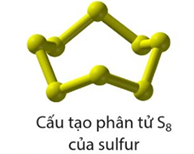 Cấu tạo phân tử S₈
của sulfur